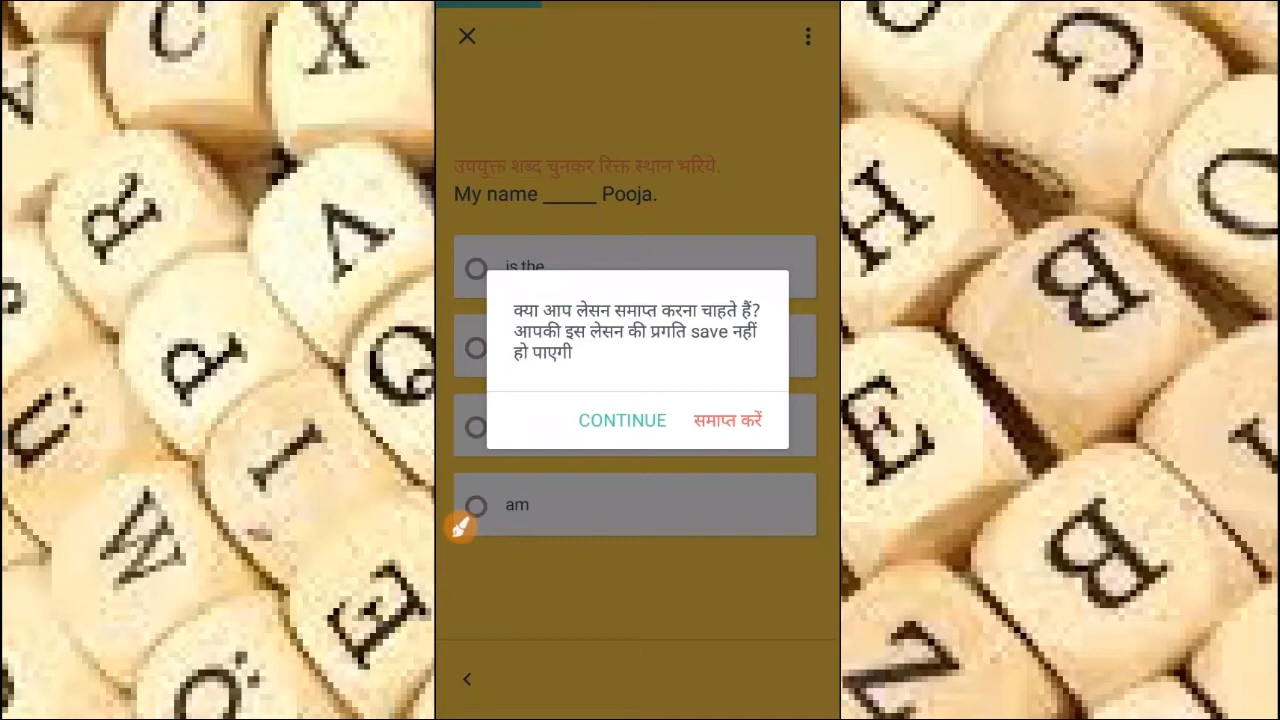 उपयुक्त शब्द चुनकर रिक्त स्थान भरिये.
My name _____ Pooja.
is the
क्या आप लेसन समाप्त करना चाहते हैं?
आपकी इस लेसन की प्रगति save नहीं
हो पाएगी
CONTINUE समाप्त करें
am
C
X
A
R
V
P
Q
U
I
W
E
O
G
H
O
B
E
B
Z